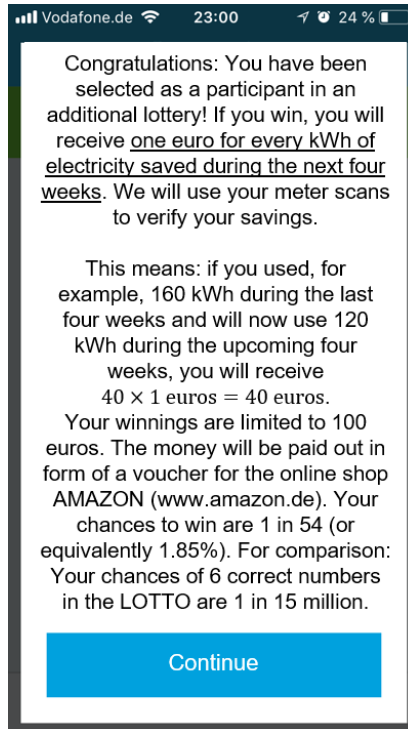 Vodafone.de 23:00 24 %
Congratulations: You have been
selected as a participant in an
additional lottery! If you win, you will
receive one euro for every kWh of
electricity saved during the next four
weeks. We will use your meter scans
to verify your savings.
This means: if you used, for
example, 160 kWh during the last
four weeks and will now use 120
kWh during the upcoming four
weeks, you will receive
40 × 1 euros = 40 euros.
Your winnings are limited to 100
euros. The money will be paid out in
form of a voucher for the online shop
AMAZON (www.amazon.de). Your
chances to win are 1 in 54 (or
equivalently 1.85%). For comparison:
Your chances of 6 correct numbers
in the LOTTO are 1 in 15 million.
Continue